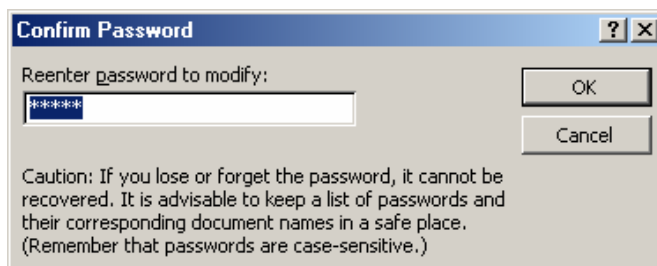 Confirm Password
Reenter password to modify:
OK
*****
Cancel
Caution: If you lose or forget the password, it cannot be
recovered. It is advisable to keep a list of passwords and
their corresponding document names in a safe place.
(Remember that passwords are case-sensitive.)